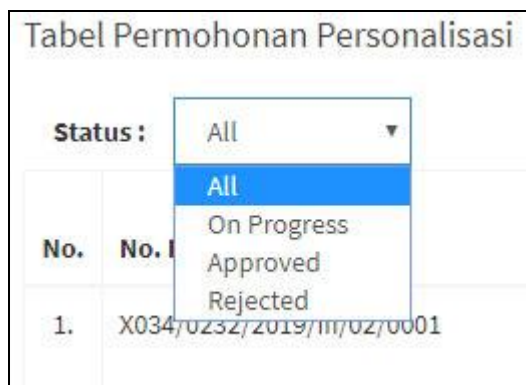 Tabel Permohonan Personalisasi
Status : All ▼
All
On Progress
No. No.
Approved
Rejected
1. X034/0232/2019/III/02/0001